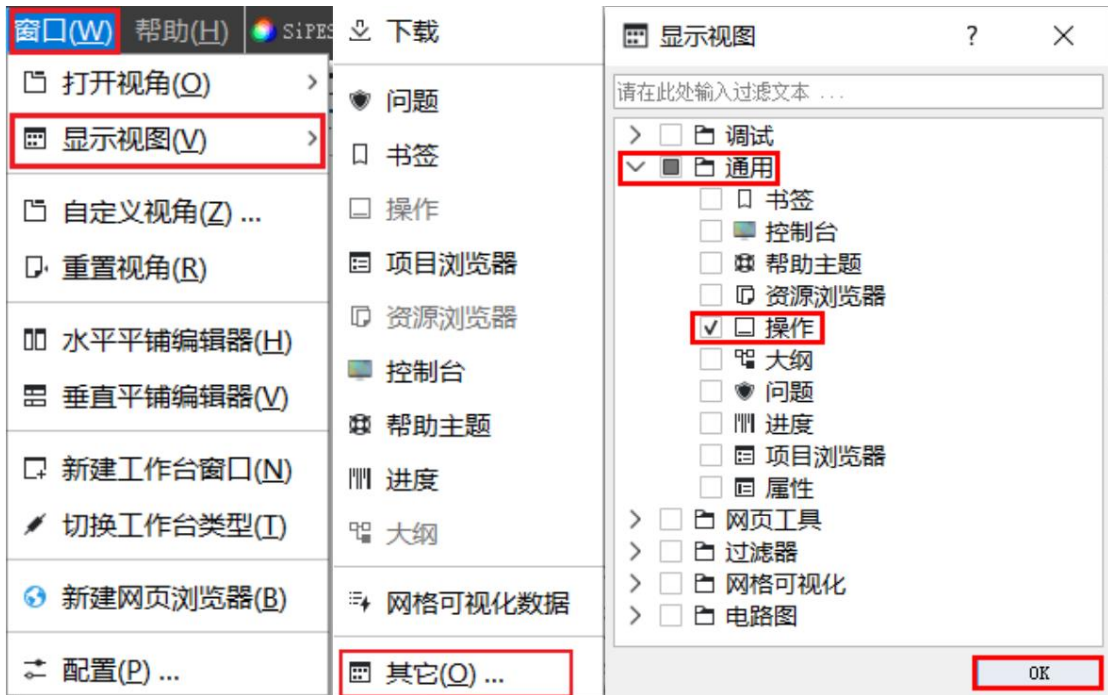 窗口(W) 帮助(H) SiPES
打开视角(O)
显示视图(V)
自定义视角(Z) ...
重置视角(R)
水平平铺编辑器(H)
垂直平铺编辑器(V)
新建工作台窗口(N)
切换工作台类型(T)
新建网页浏览器(B)
配置(P) ...
下载
问题
书签
操作
项目浏览器
资源浏览器
控制台
帮助主题
进度
大纲
网格可视化数据
其它(O) ...
显示视图 ?
请在此处输入过滤文本 ...
调试
通用
书签
控制台
帮助主题
资源浏览器
操作
大纲
问题
进度
项目浏览器
属性
网页工具
过滤器
网格可视化
电路图
OK